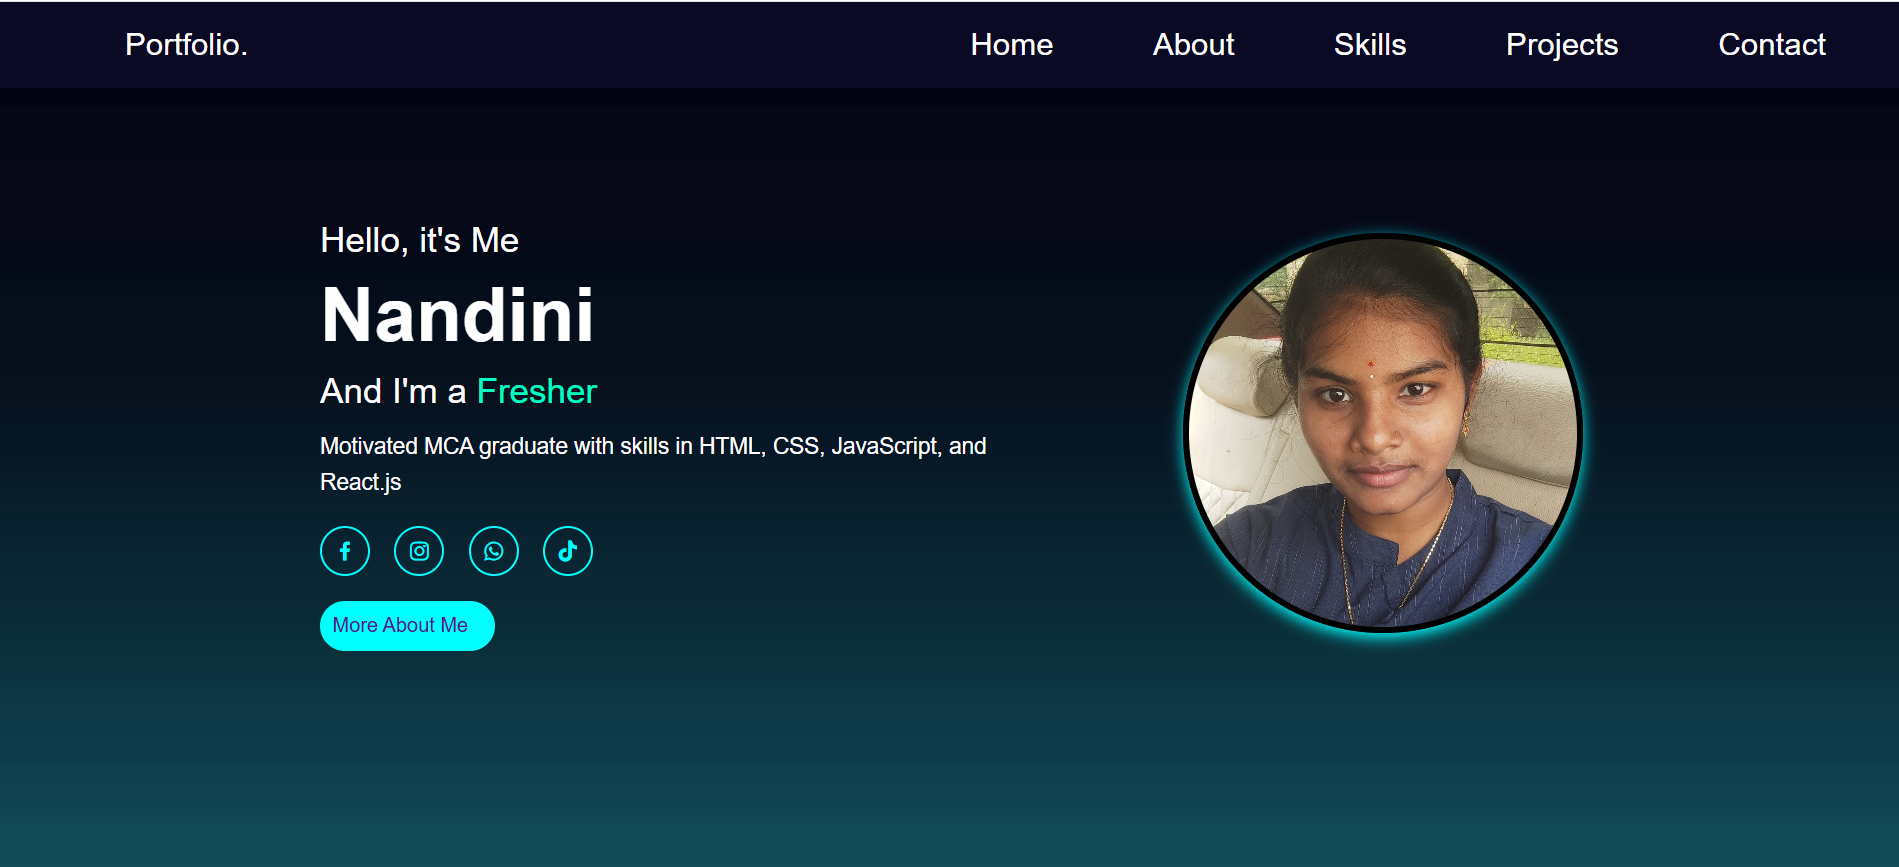 Portfolio.
Home
About
Skills
Projects
Contact
Hello, it's Me
Nandini
And I'm a Fresher
Motivated MCA graduate with skills in HTML, CSS, JavaScript, and
React.js
More About Me